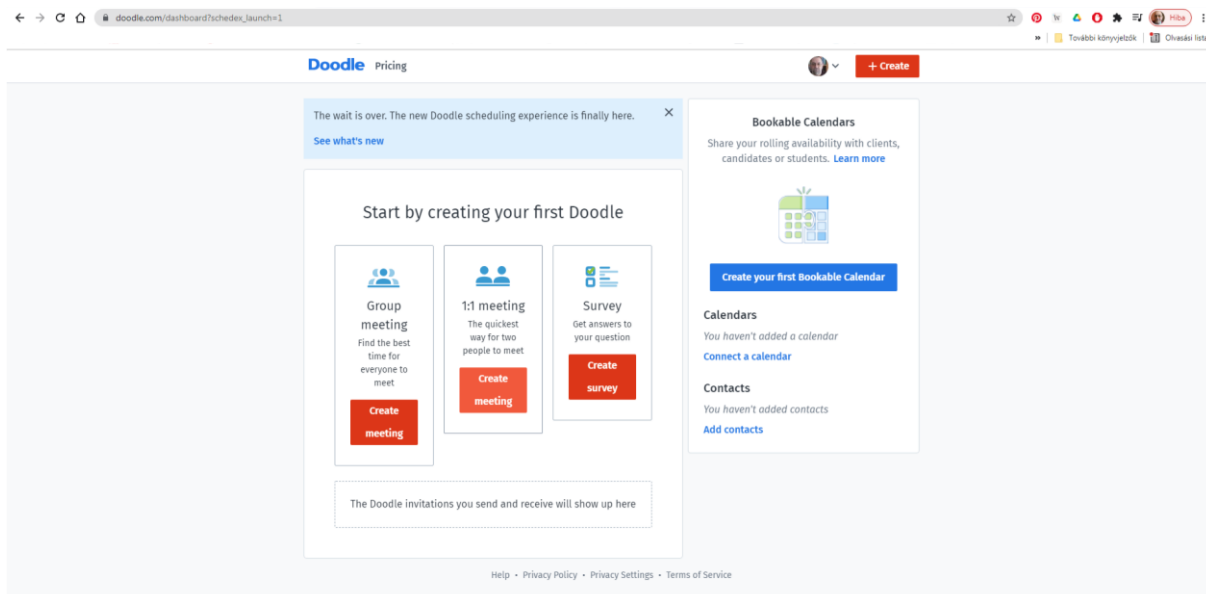 doodle.com/dashboard?schedex_launch=1
Hiba
» További könyvjelzők Olvasási lista
Doodle Pricing
+ Create
The wait is over. The new Doodle scheduling experience is finally here.
See what's new
Start by creating your first Doodle
Group
meeting
Find the best
time for
everyone to
meet
Create
meeting
1:1 meeting
The quickest
way for two
people to meet
Create
meeting
Survey
Get answers to
your question
Create
survey
The Doodle invitations you send and receive will show up here
Bookable Calendars
Share your rolling availability with clients,
candidates or students. Learn more
Create your first Bookable Calendar
Calendars
You haven't added a calendar
Connect a calendar
Contacts
You haven't added contacts
Add contacts
Help • Privacy Policy • Privacy Settings • Terms of Service